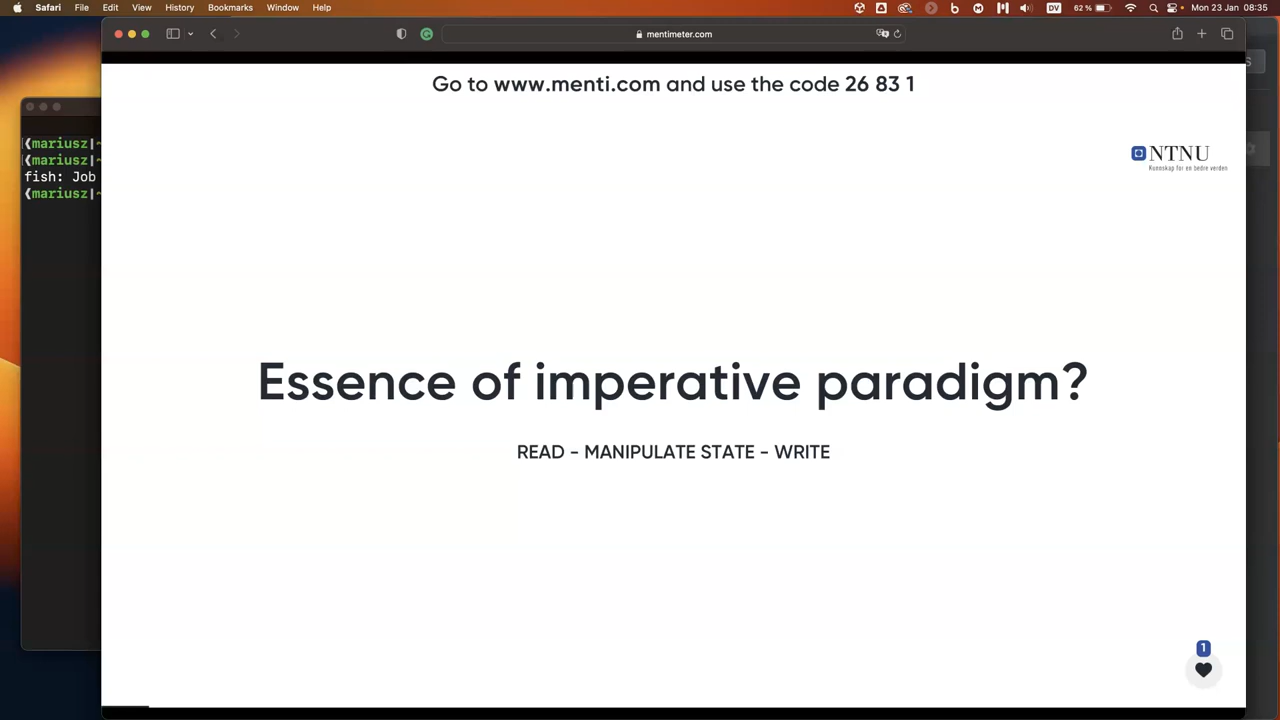 Safari File Edit View History Bookmarks Window Help 62 % DV Mon 23 Jan 08:35
mentimeter.com
Go to www.menti.com and use the code 26 83 1
NTNU
Kunnskap for en bedre verden
(mariusz|~
(mariusz|~
fish: Job
(mariusz|~
Essence of imperative paradigm?
READ - MANIPULATE STATE - WRITE
1